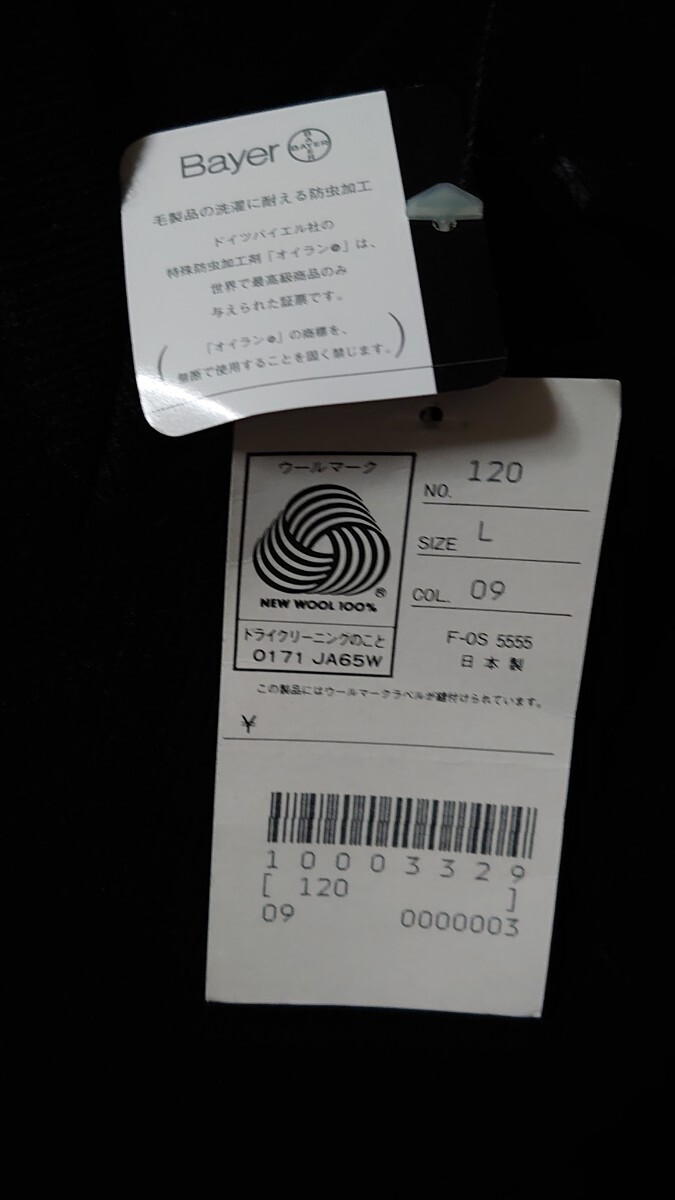 Bayer
BAYER
BAYER
毛製品の洗濯に耐える防虫加工
ドイツバイエル社の
特殊防虫加工剤「オイラン®」は、
世界で最高級商品のみ
与えられた証票です。
(「オイラン®」の商標を、
無断で使用することを固く禁じます。)
ウールマーク
®
NEW WOOL 100%
ドライクリーニングのこと
0171 JA65W
NO. 120
SIZE L
COL. 09
F-OS 5555
日本製
この製品にはウールマークラベルが縫付けられています。
¥
10003329
[ 120 ]
09 0000003